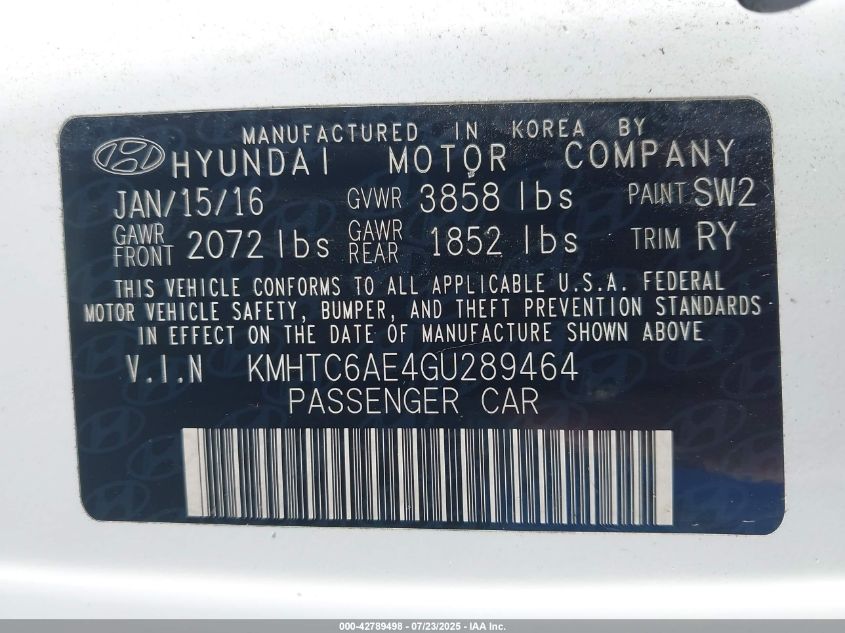 MANUFACTURED IN KOREA BY
HYUNDAI MOTOR COMPANY
JAN/15/16 GVWR 3858 lbs PAINT SW2
GAWR FRONT 2072 lbs GAWR REAR 1852 lbs TRIM RY
THIS VEHICLE CONFORMS TO ALL APPLICABLE U.S.A. FEDERAL
MOTOR VEHICLE SAFETY, BUMPER, AND THEFT PREVENTION STANDARDS
IN EFFECT ON THE DATE OF MANUFACTURE SHOWN ABOVE
V.I.N KMHTC6AE4GU289464
PASSENGER CAR
000-42789498 - 07/23/2025 - IAA Inc.